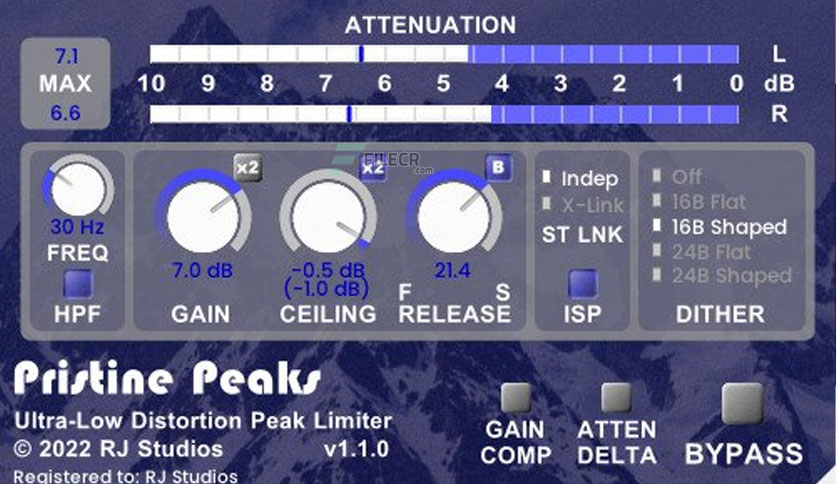 ATTENUATION
7.1
MAX
6.6
L
10 9 8 7 6 5 4 3 2 1 0 dB
R
FILECR
.com
x2
x2
B
30 Hz
FREQ
HPF
7.0 dB
GAIN
-0.5 dB
(-1.0 dB)
CEILING
21.4
F S
RELEASE
Indep
X-Link
ST LNK
ISP
Off
16B Flat
16B Shaped
24B Flat
24B Shaped
DITHER
Pristine Peaks
Ultra-Low Distortion Peak Limiter
© 2022 RJ Studios v1.1.0
Registered to: RJ Studios
GAIN
COMP
ATTEN
DELTA
BYPASS